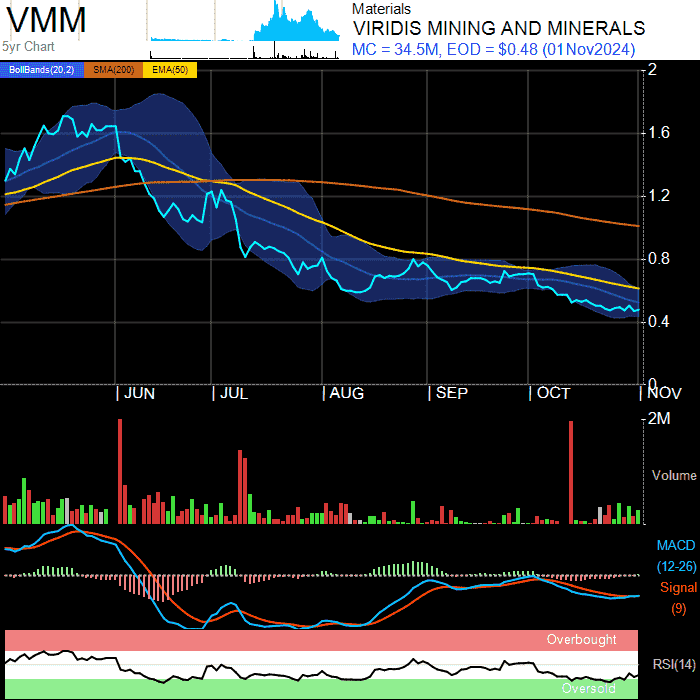 VMM
5yr Chart
Materials
VIRIDIS MINING AND MINERALS
MC = 34.5M, EOD = $0.48 (01Nov2024)
BollBands(20,2) SMA(200) EMA(50)
2
1.6
1.2
0.8
0.4
0
JUN JUL AUG SEP OCT NOV
2M
Volume
MACD
(12-26)
Signal
(9)
Overbought
RSI(14)
Oversold